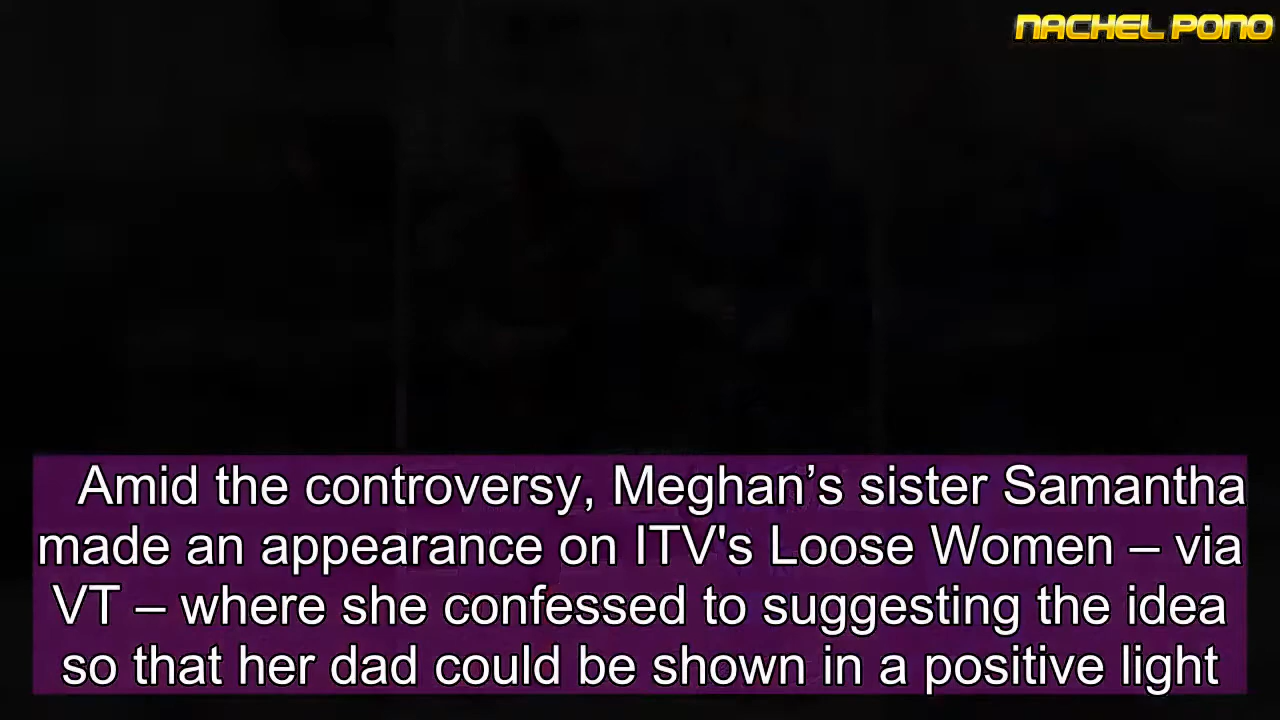 NACHEL PONO
Amid the controversy, Meghan’s sister Samantha
made an appearance on ITV's Loose Women – via
VT – where she confessed to suggesting the idea
so that her dad could be shown in a positive light